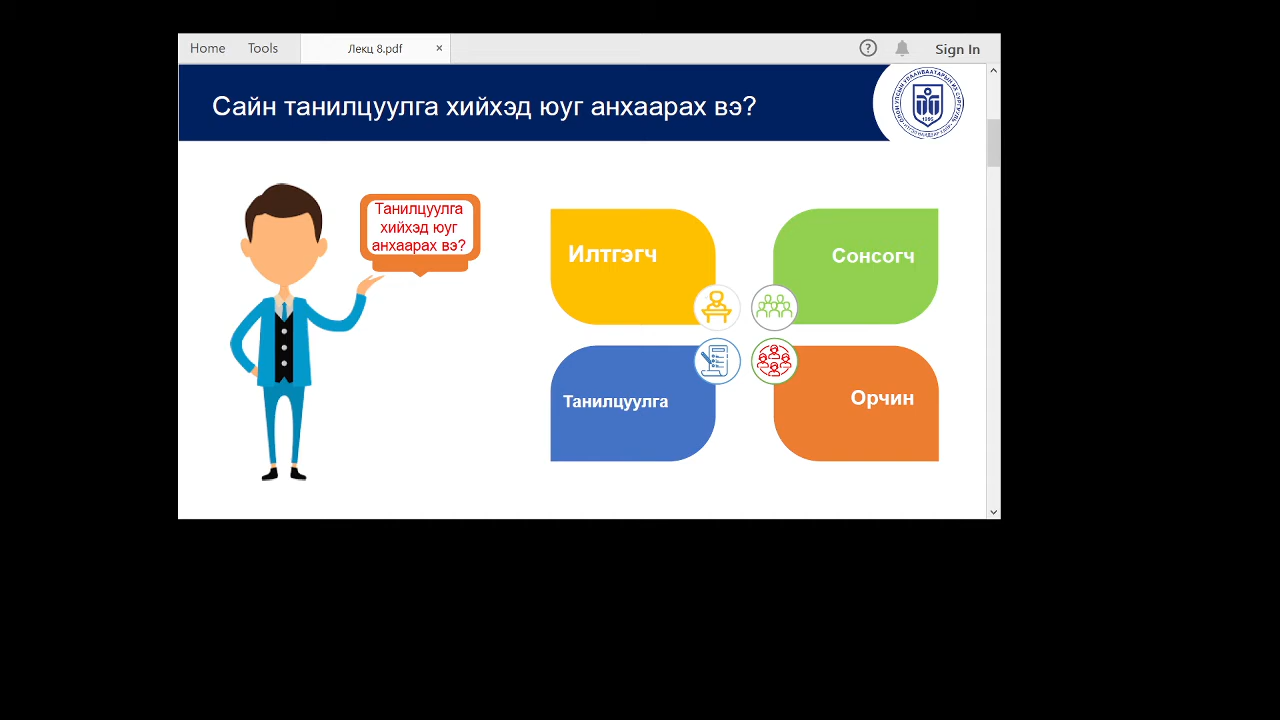 Home Tools Лекц 8.pdf × ? Sign In
Сайн танилцуулга хийхэд юуг анхаарах вэ?
1995
Танилцуулга
хийхэд юуг
анхаарах вэ?
Илтгэгч
Сонсогч
Танилцуулга
Орчин